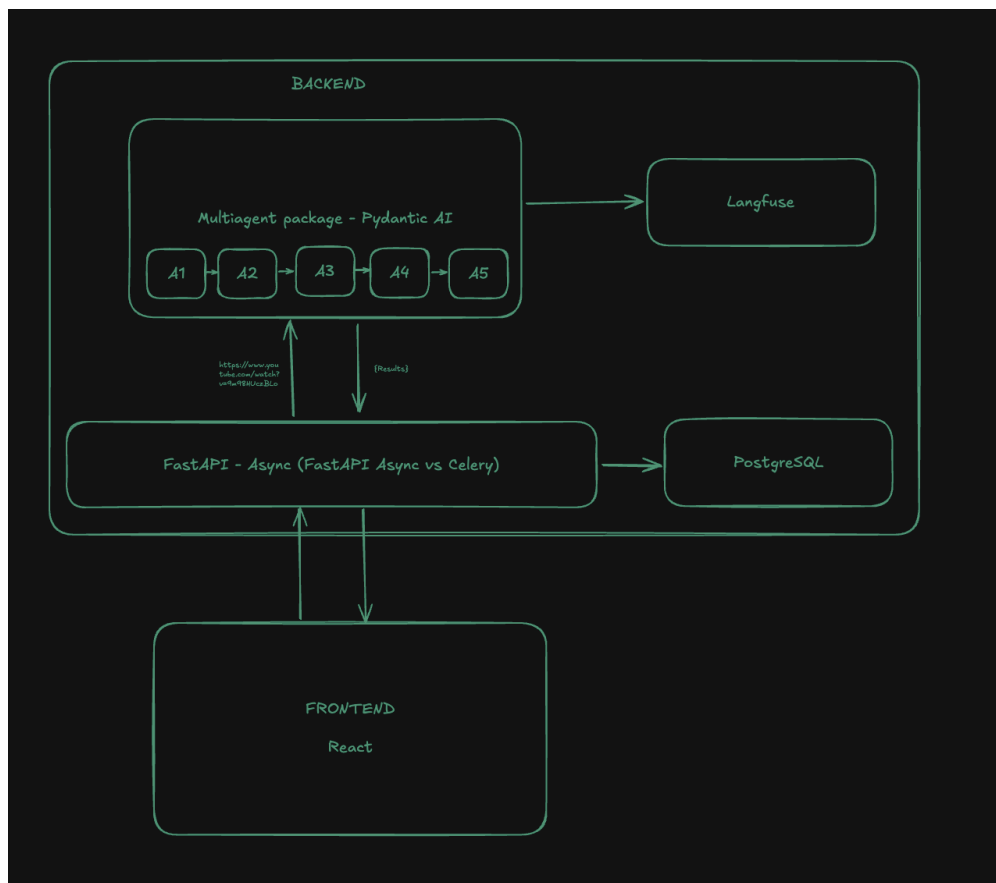 BACKEND
Langfuse
Multiagent package - Pydantic AI
A1 A2 A3 A4 A5
https://www.you
tube.com/watch?
{Results}
FastAPI - Async (FastAPI Async vs Celery)
PostgreSQL
FRONTEND
React